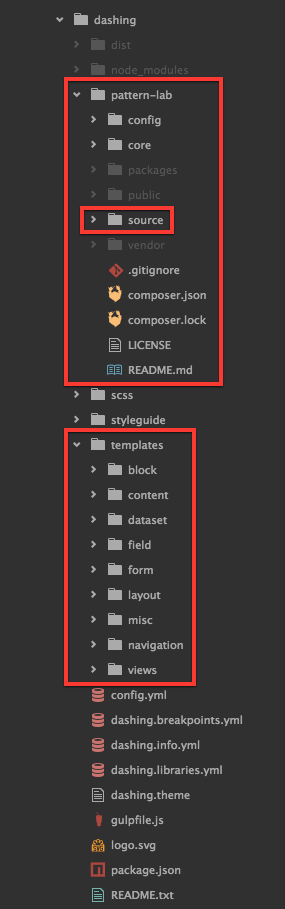 dashing
dist
node_modules
pattern-lab
config
core
packages
public
source
vendor
.gitignore
composer.json
composer.lock
LICENSE
README.md
scss
styleguide
templates
block
content
dataset
field
form
layout
misc
navigation
views
config.yml
dashing.breakpoints.yml
dashing.info.yml
dashing.libraries.yml
dashing.theme
gulpfile.js
logo.svg
package.json
README.txt